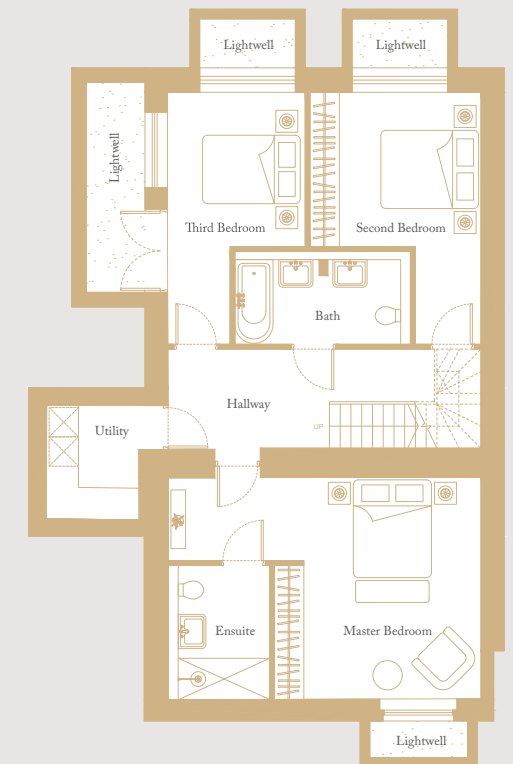 Lightwell
Lightwell
Lightwell
Third Bedroom
Second Bedroom
Bath
Hallway
Utility
UP
Ensuite
Master Bedroom
Lightwell